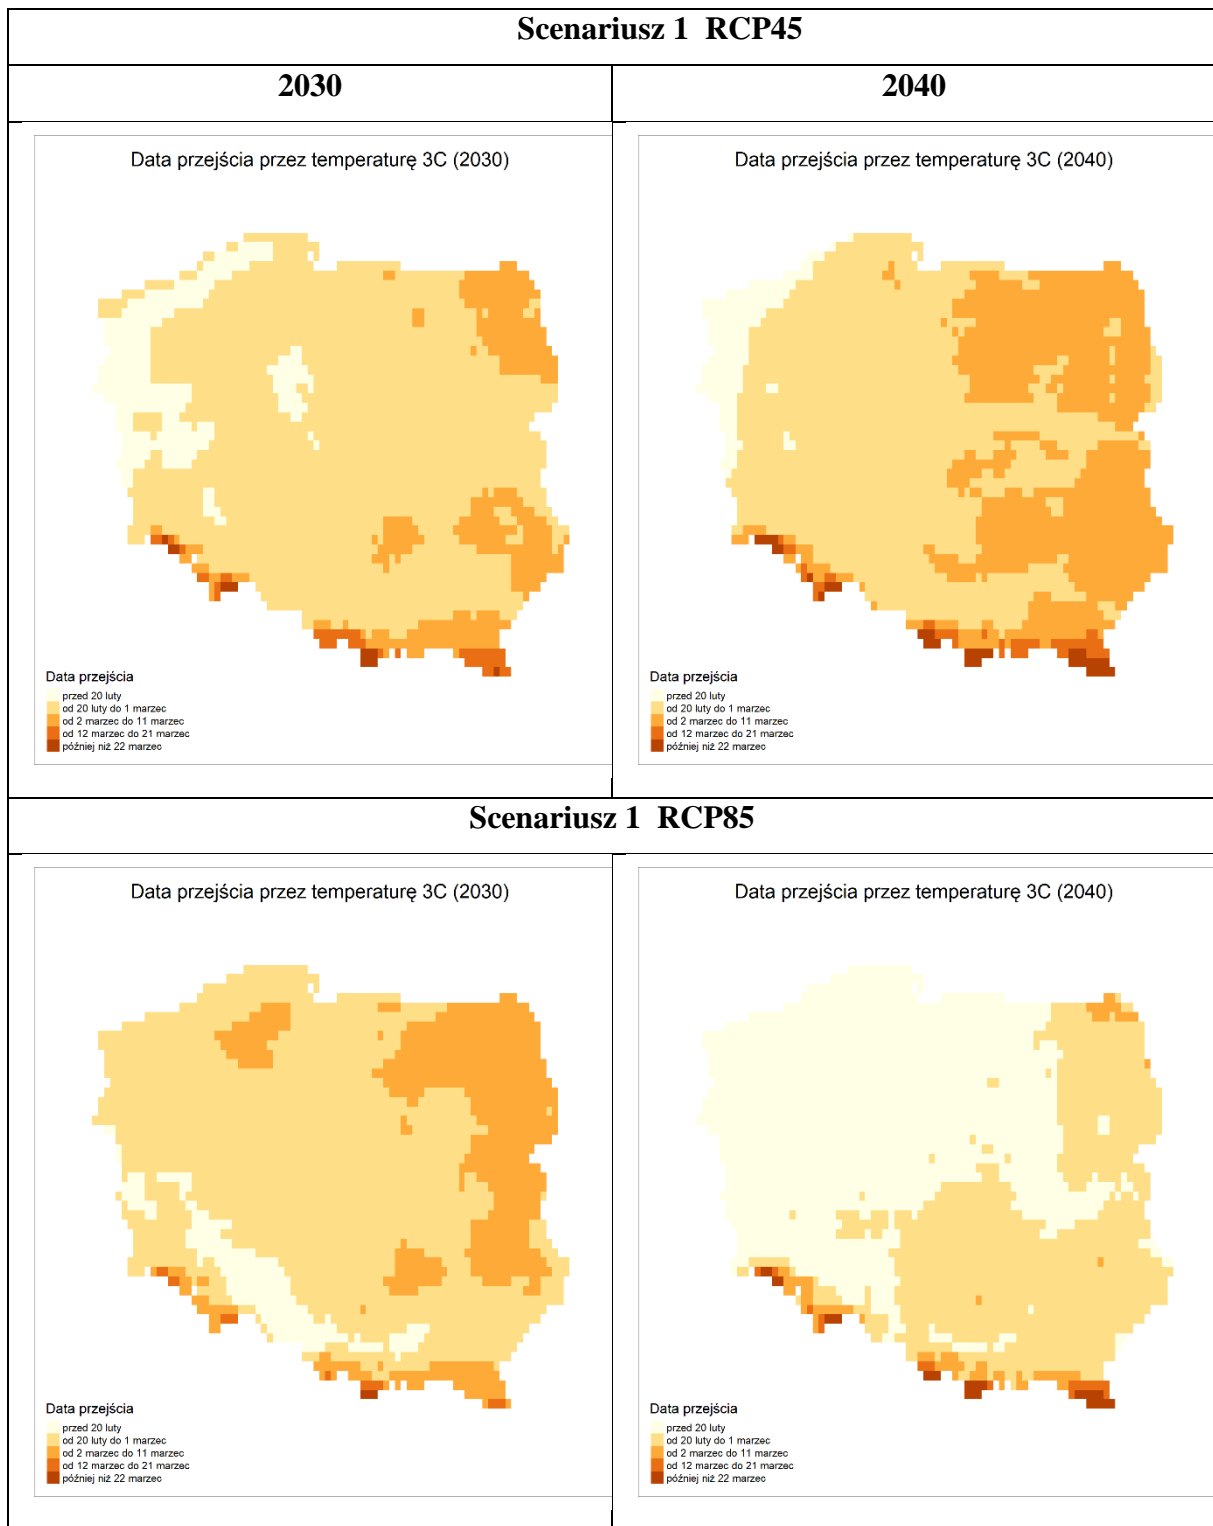 Scenariusz 1 RCP45
2030
2040
Data przejścia przez temperaturę 3C (2030)
Data przejścia
przed 20 luty
od 20 luty do 1 marzec
od 2 marzec do 11 marzec
od 12 marzec do 21 marzec
później niż 22 marzec
Data przejścia przez temperaturę 3C (2040)
Data przejścia
przed 20 luty
od 20 luty do 1 marzec
od 2 marzec do 11 marzec
od 12 marzec do 21 marzec
później niż 22 marzec
Scenariusz 1 RCP85
Data przejścia przez temperaturę 3C (2030)
Data przejścia
przed 20 luty
od 20 luty do 1 marzec
od 2 marzec do 11 marzec
od 12 marzec do 21 marzec
później niż 22 marzec
Data przejścia przez temperaturę 3C (2040)
Data przejścia
przed 20 luty
od 20 luty do 1 marzec
od 2 marzec do 11 marzec
od 12 marzec do 21 marzec
później niż 22 marzec